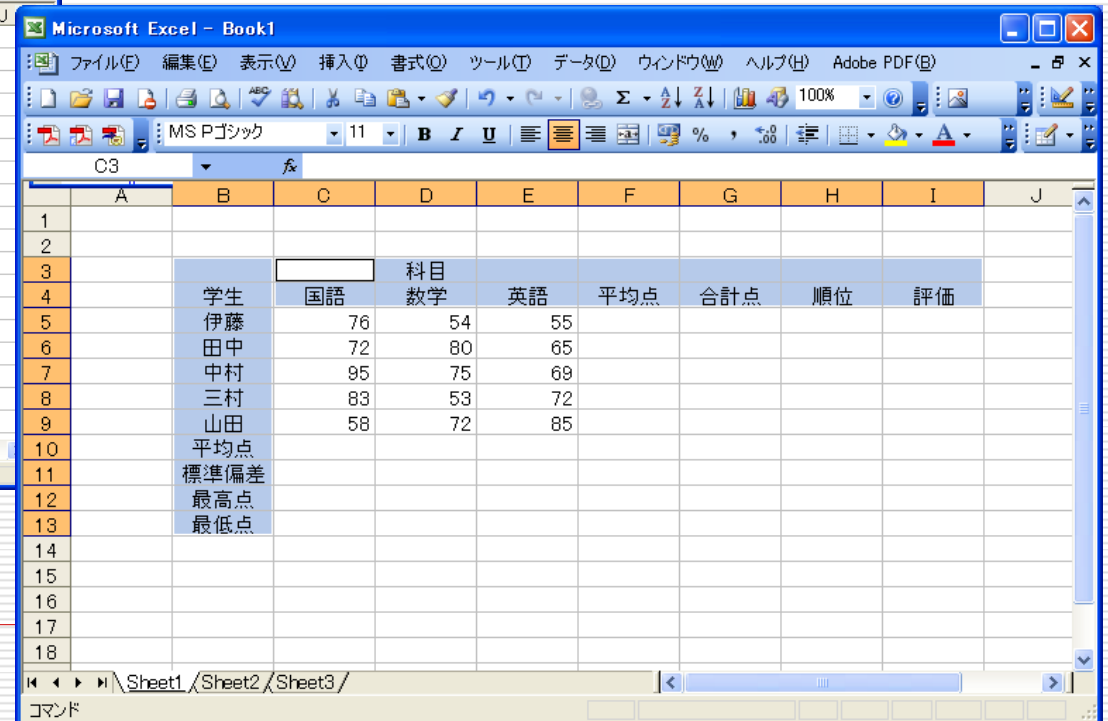 J
Microsoft Excel - Book1
ファイル(F) 編集(E) 表示(V) 挿入(I) 書式(O) ツール(T) データ(D) ウィンドウ(W) ヘルプ(H) Adobe PDF(B)
ABC Σ A Z Z A 100% ?
MS Pゴシック 11 B I U % , A
C3 fx
A B C D E F G H I J
1
2
3 科目
4 学生 国語 数学 英語 平均点 合計点 順位 評価
5 伊藤 76 54 55
6 田中 72 80 65
7 中村 95 75 69
8 三村 83 53 72
9 山田 58 72 85
10 平均点
11 標準偏差
12 最高点
13 最低点
14
15
16
17
18
Sheet1 Sheet2 Sheet3
コマンド